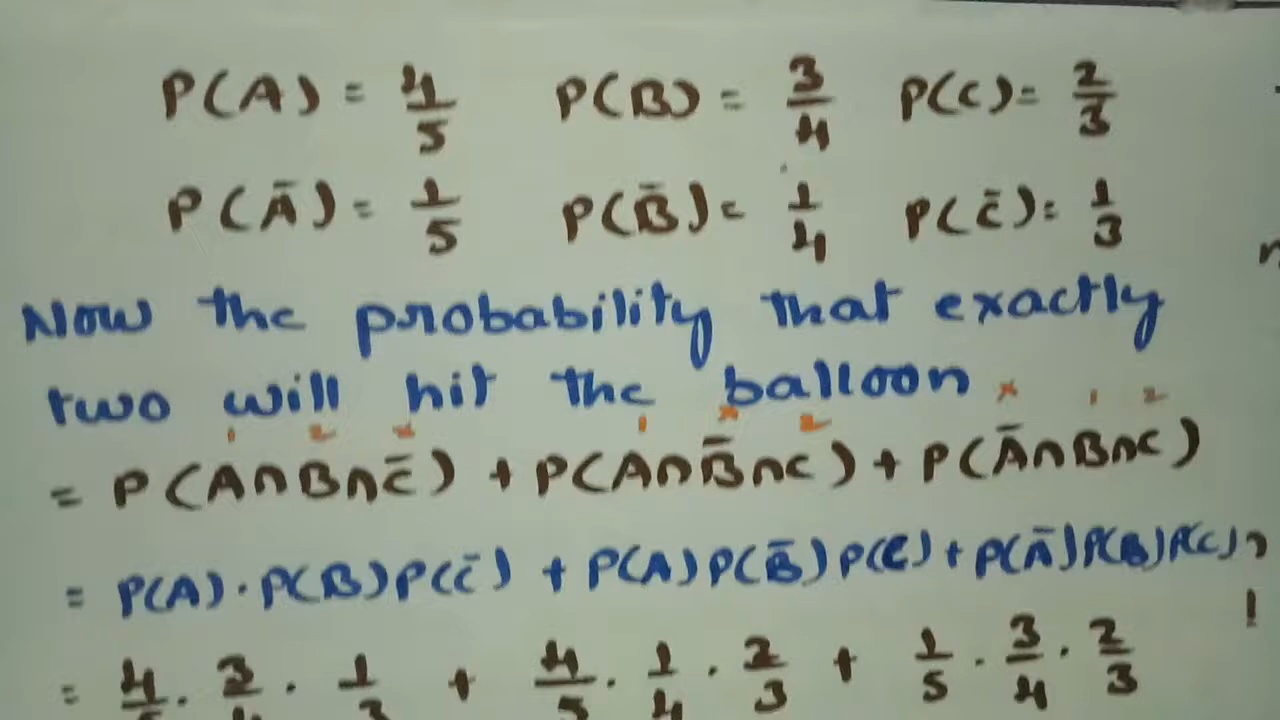 P(A) = 4/5 P(B) = 3/4 P(C) = 2/3
P(Ā) = 1/5 P(B̄) = 1/4 P(c̄) = 1/3
Now the probability that exactly
two will hit the balloon
= P(A∩B∩c̄) + P(A∩B̄∩C) + P(Ā∩B∩C)
= P(A)·P(B)P(c̄) + P(A)P(B̄)P(C) + P(Ā)P(B)P(C)
= 4/5 · 3/4 · 1/3 + 4/5 · 1/4 · 2/3 + 1/5 · 3/4 · 2/3